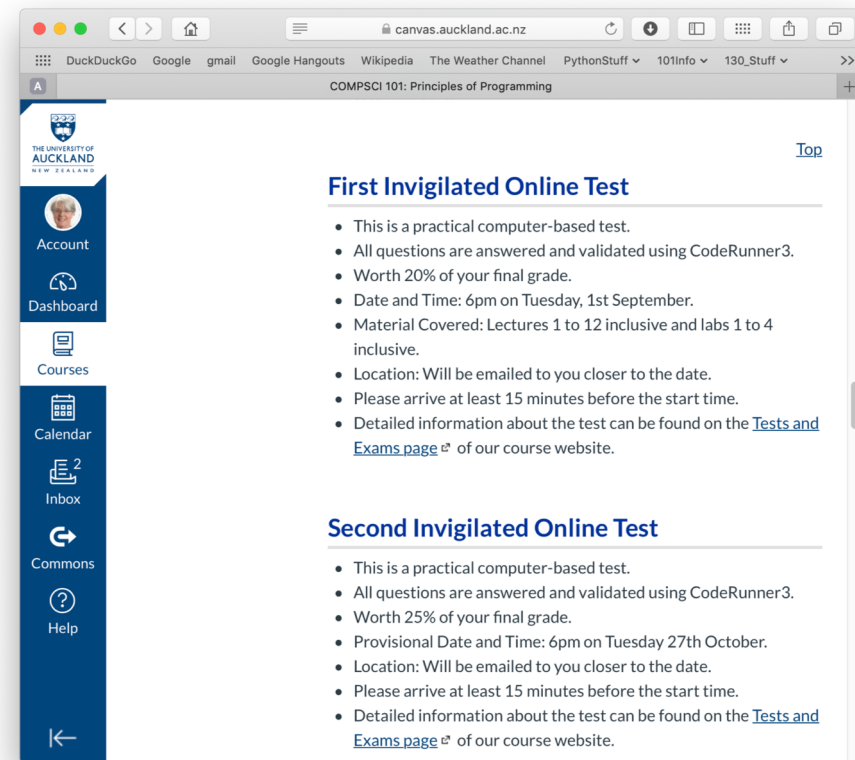 canvas.auckland.ac.nz
DuckDuckGo Google gmail Google Hangouts Wikipedia The Weather Channel PythonStuff 101Info 130_Stuff >>
A COMPSCI 101: Principles of Programming +
THE UNIVERSITY OF
AUCKLAND
NEW ZEALAND
Account
Dashboard
Courses
Calendar
2
Inbox
Commons
Help
Top
First Invigilated Online Test
• This is a practical computer-based test.
• All questions are answered and validated using CodeRunner3.
• Worth 20% of your final grade.
• Date and Time: 6pm on Tuesday, 1st September.
• Material Covered: Lectures 1 to 12 inclusive and labs 1 to 4
inclusive.
• Location: Will be emailed to you closer to the date.
• Please arrive at least 15 minutes before the start time.
• Detailed information about the test can be found on the Tests and
Exams page of our course website.
Second Invigilated Online Test
• This is a practical computer-based test.
• All questions are answered and validated using CodeRunner3.
• Worth 25% of your final grade.
• Provisional Date and Time: 6pm on Tuesday 27th October.
• Location: Will be emailed to you closer to the date.
• Please arrive at least 15 minutes before the start time.
• Detailed information about the test can be found on the Tests and
Exams page of our course website.